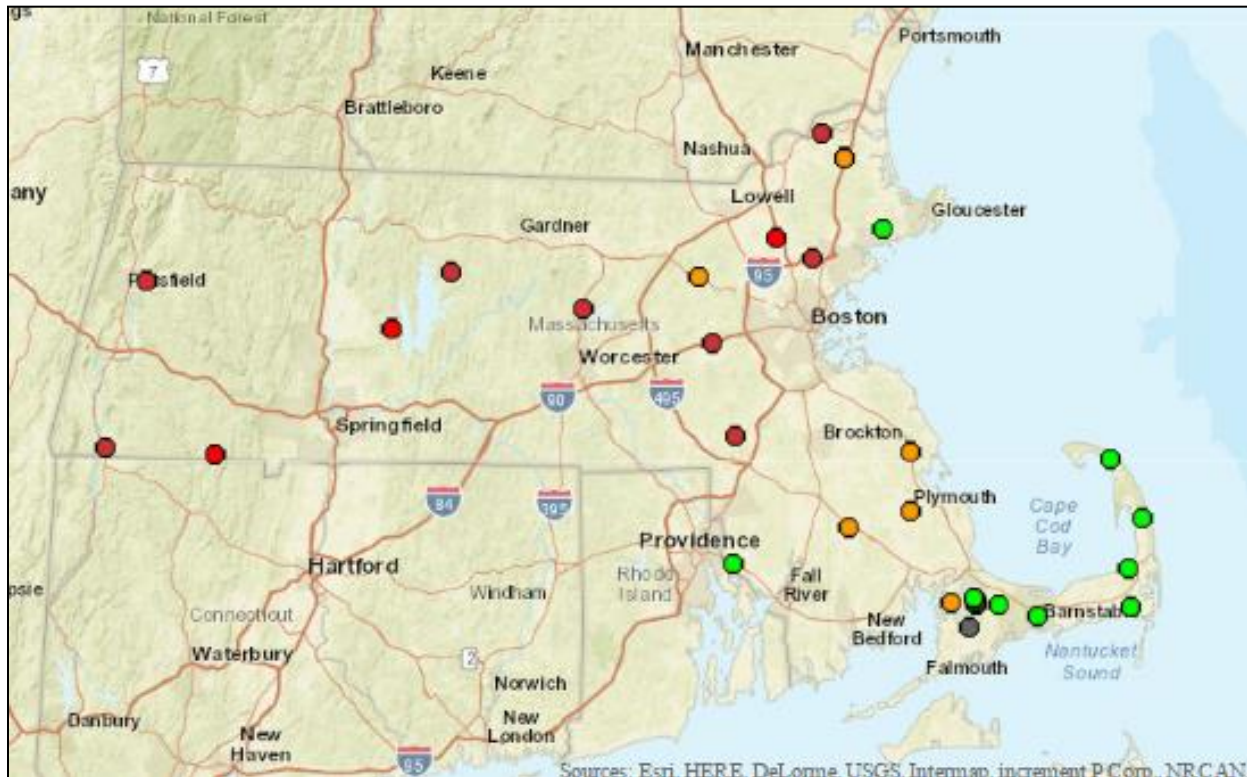 gs
National Forest
Portsmouth
Manchester
7
Keene
Brattleboro
Nashua
any
Lowell
Gloucester
Gardner
Pittsfield
95
Massachusetts
Boston
Worcester
90
495
Springfield
Brockton
84
395
Plymouth
Cape
Cod
Bay
Providence
Hartford
Rhode
Island
Fall
River
psie
Windham
Connecticut
New
Bedford
Barnstab
Waterbury
2
Falmouth
Nantucket
Sound
Norwich
Danbury
New
London
New
Haven
95
Sources: Esri, HERE, DeLorme, USGS, Intermap, increment P Corp., NRCAN